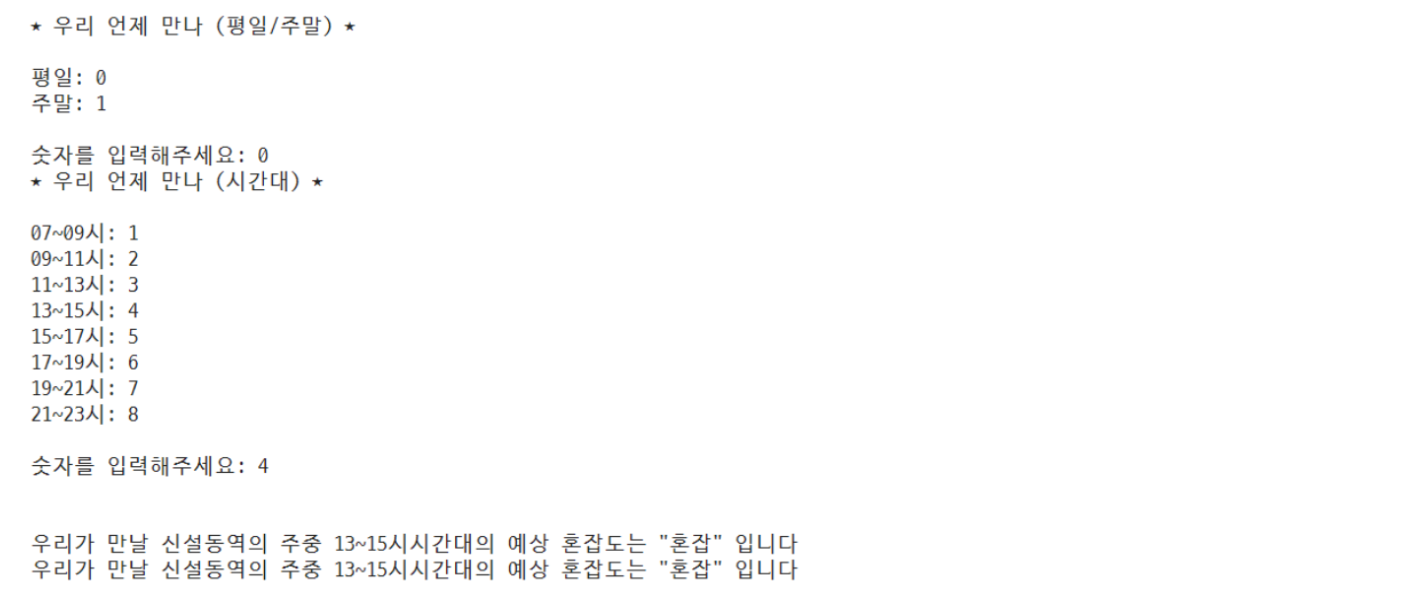 ★ 우리 언제 만나 (평일/주말) ★
평일: 0
주말: 1
숫자를 입력해주세요: 0
★ 우리 언제 만나 (시간대) ★
07~09시: 1
09~11시: 2
11~13시: 3
13~15시: 4
15~17시: 5
17~19시: 6
19~21시: 7
21~23시: 8
숫자를 입력해주세요: 4
우리가 만날 신설동역의 주중 13~15시시간대의 예상 혼잡도는 "혼잡" 입니다
우리가 만날 신설동역의 주중 13~15시시간대의 예상 혼잡도는 "혼잡" 입니다